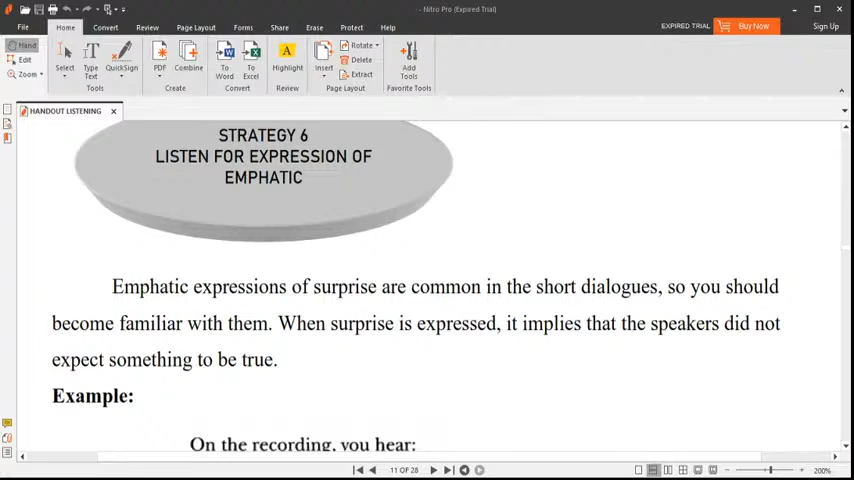 - Nitro Pro (Expired Trial)
File Home Convert Review Page Layout Forms Share Erase Protect Help
EXPIRED TRIAL Buy Now Sign Up
Hand
Edit
Zoom
Select
Type Text
QuickSign
Tools
PDF
Combine
Create
To Word
To Excel
Convert
Highlight
Review
Insert
Rotate
Delete
Extract
Page Layout
Add Tools
Favorite Tools
HANDOUT LISTENING
STRATEGY 6
LISTEN FOR EXPRESSION OF
EMPHATIC
Emphatic expressions of surprise are common in the short dialogues, so you should
become familiar with them. When surprise is expressed, it implies that the speakers did not
expect something to be true.
Example:
On the recording, you hear:
11 OF 28
200%